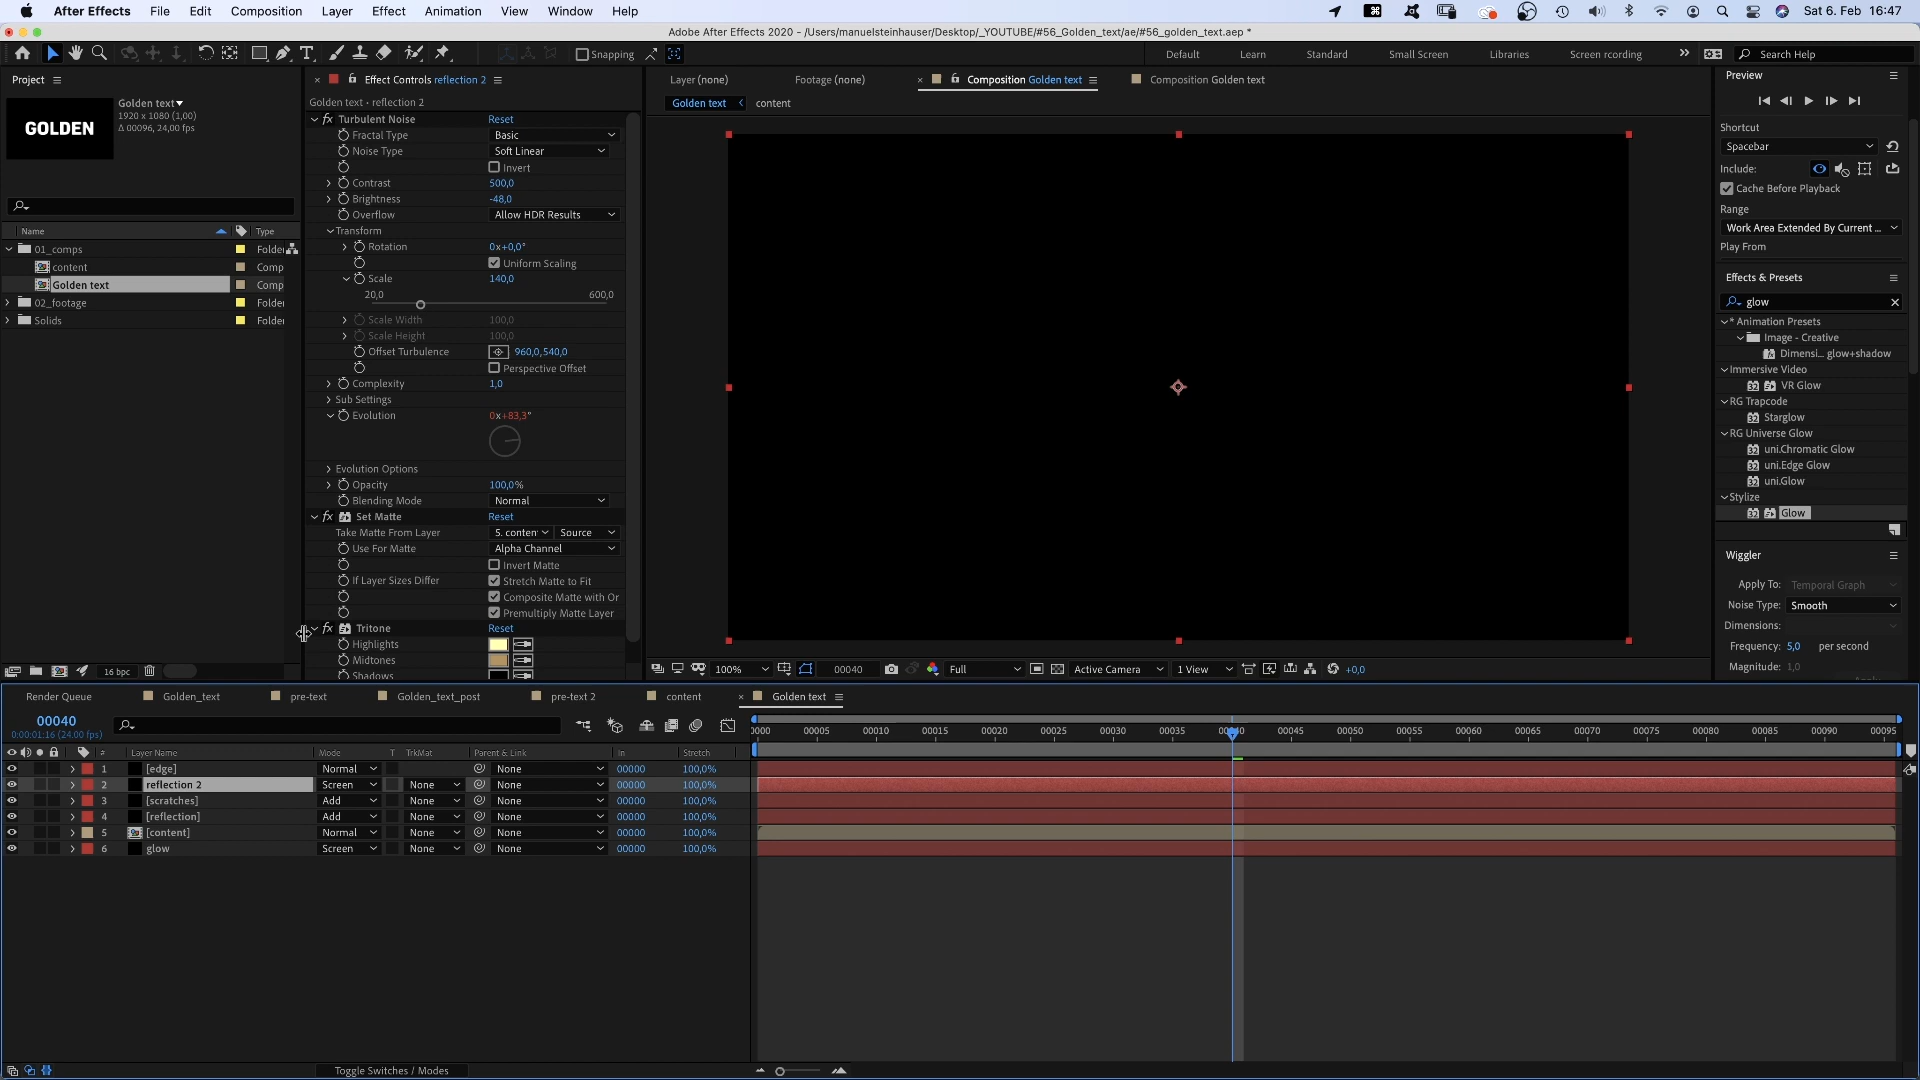 After Effects File Edit Composition Layer Effect Animation View Window Help Sat 6. Feb 16:47
Adobe After Effects 2020 - /Users/manuelsteinhauser/Desktop/_YOUTUBE/#56_Golden_text/ae/#56_golden_text.aep *
Snapping Default Learn Standard Small Screen Libraries Screen recording Search Help
Project
GOLDEN
Golden text
1920 x 1080 (1,00)
Δ 00096, 24,00 fps
Name Type
01_comps Folder
content Comp
Golden text Comp
02_footage Folder
Solids Folder
16 bpc
Effect Controls reflection 2
Golden text • reflection 2
Turbulent Noise Reset
Fractal Type Basic
Noise Type Soft Linear
Invert
Contrast 500,0
Brightness -48,0
Overflow Allow HDR Results
Transform
Rotation 0x+0,0°
Uniform Scaling
Scale 140,0
20,0 600,0
Scale Width 100,0
Scale Height 100,0
Offset Turbulence 960,0,540,0
Perspective Offset
Complexity 1,0
Sub Settings
Evolution 0x+83,3°
Evolution Options
Opacity 100,0%
Blending Mode Normal
Set Matte Reset
Take Matte From Layer 5. conten Source
Use For Matte Alpha Channel
Invert Matte
If Layer Sizes Differ Stretch Matte to Fit
Composite Matte with Or
Premultiply Matte Layer
Tritone Reset
Highlights
Midtones
Shadows
Layer (none) Footage (none) Composition Golden text Composition Golden text
Golden text content
100% 00040 Full Active Camera 1 View +0,0
Preview
Shortcut
Spacebar
Include:
Cache Before Playback
Range
Work Area Extended By Current ...
Play From
Effects & Presets
glow
* Animation Presets
Image - Creative
Dimensi... glow+shadow
Immersive Video
VR Glow
RG Trapcode
Starglow
RG Universe Glow
uni.Chromatic Glow
uni.Edge Glow
uni.Glow
Stylize
Glow
Wiggler
Apply To: Temporal Graph
Noise Type: Smooth
Dimensions:
Frequency: 5,0 per second
Magnitude: 1,0
Render Queue Golden_text pre-text Golden_text_post pre-text 2 content Golden text
00040
0:00:01:16 (24.00 fps)
0000 00005 00010 00015 00020 00025 00030 00035 00040 00045 00050 00055 00060 00065 00070 00075 00080 00085 00090 00095
# Layer Name Mode T TrkMat Parent & Link In Stretch
1 [edge] Normal None 00000 100,0%
2 reflection 2 Screen None None 00000 100,0%
3 [scratches] Add None None 00000 100,0%
4 [reflection] Add None None 00000 100,0%
5 [content] Normal None None 00000 100,0%
6 glow Screen None None 00000 100,0%
Toggle Switches / Modes